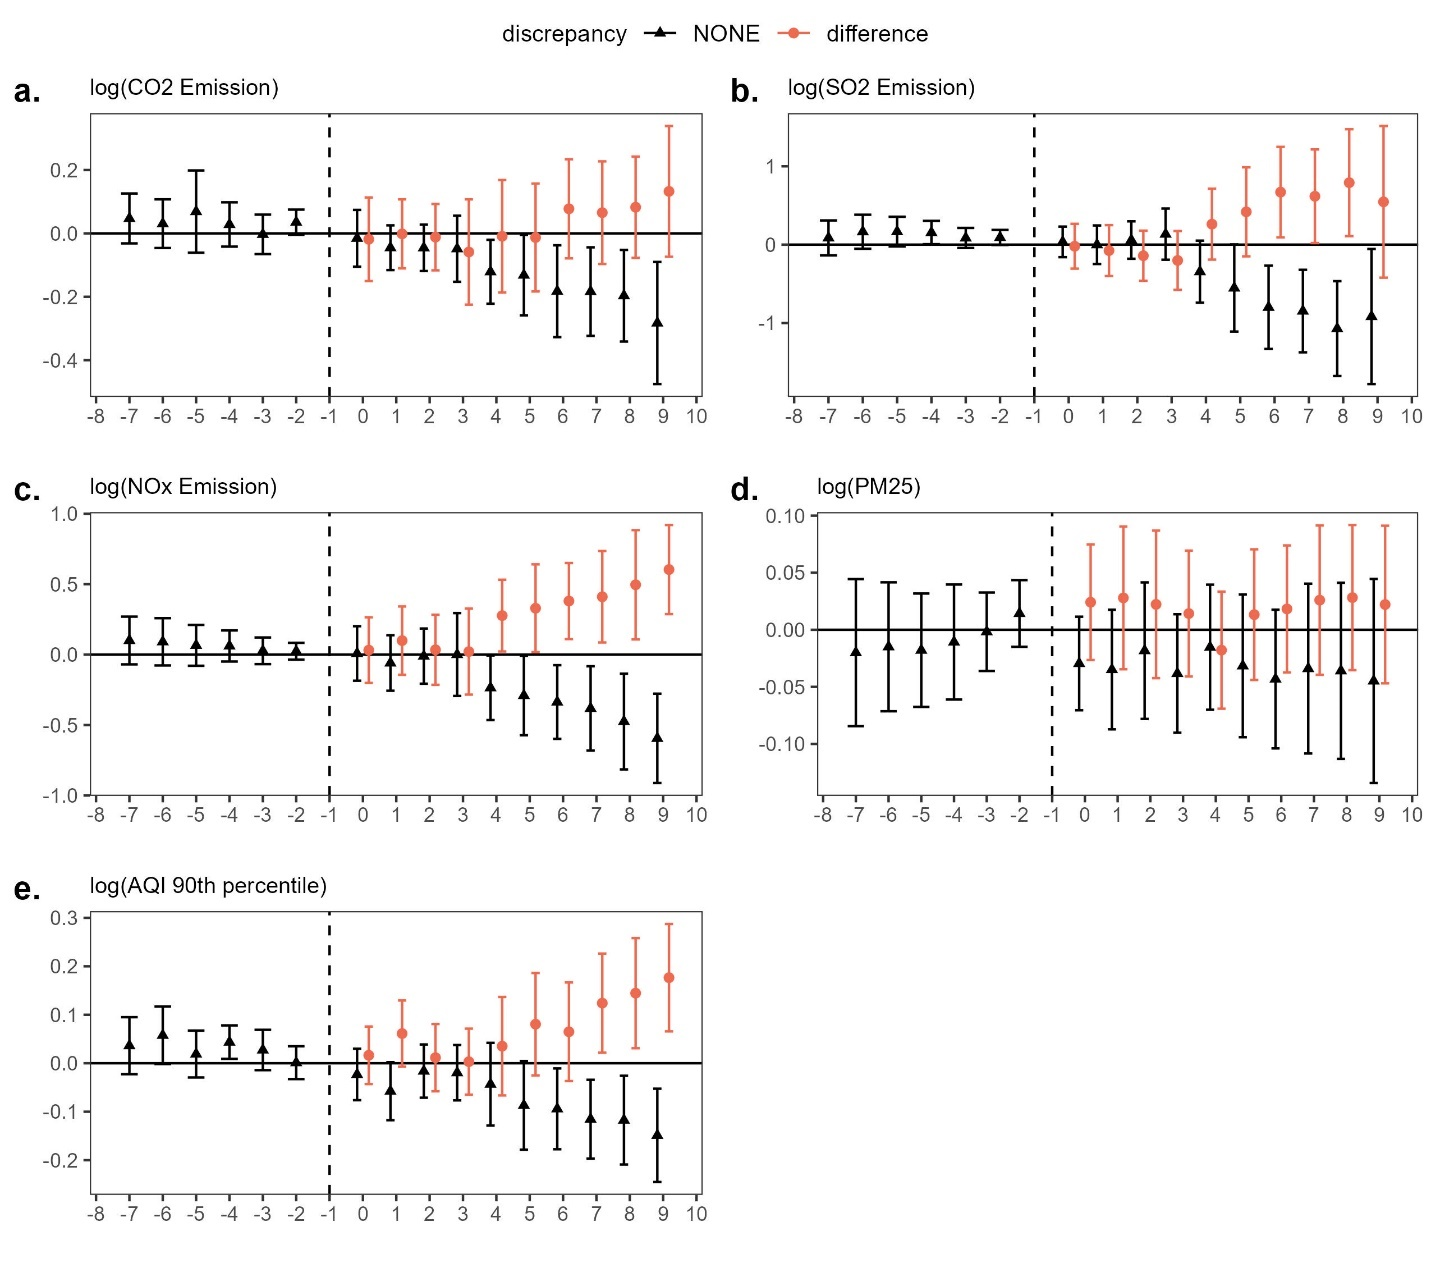 discrepancy NONE difference
a. log(CO2 Emission)
0.2
0.0
-0.2
-0.4
-8 -7 -6 -5 -4 -3 -2 -1 0 1 2 3 4 5 6 7 8 9 10
b. log(SO2 Emission)
1
0
-1
-8 -7 -6 -5 -4 -3 -2 -1 0 1 2 3 4 5 6 7 8 9 10
c. log(NOx Emission)
1.0
0.5
0.0
-0.5
-1.0
-8 -7 -6 -5 -4 -3 -2 -1 0 1 2 3 4 5 6 7 8 9 10
d. log(PM25)
0.10
0.05
0.00
-0.05
-0.10
-8 -7 -6 -5 -4 -3 -2 -1 0 1 2 3 4 5 6 7 8 9 10
e. log(AQI 90th percentile)
0.3
0.2
0.1
0.0
-0.1
-0.2
-8 -7 -6 -5 -4 -3 -2 -1 0 1 2 3 4 5 6 7 8 9 10